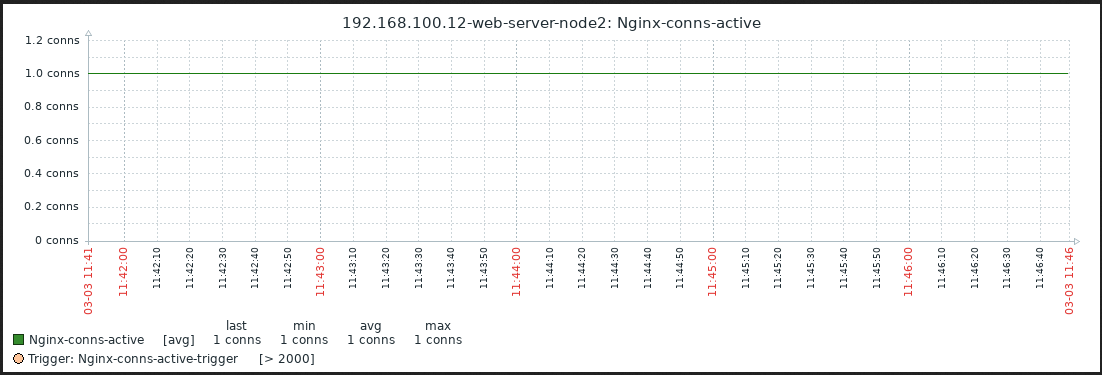 192.168.100.12-web-server-node2: Nginx-conns-active
1.2 conns
1.0 conns
0.8 conns
0.6 conns
0.4 conns
0.2 conns
0 conns
03-03 11:41
11:42:00
11:42:10
11:42:20
11:42:30
11:42:40
11:42:50
11:43:00
11:43:10
11:43:20
11:43:30
11:43:40
11:43:50
11:44:00
11:44:10
11:44:20
11:44:30
11:44:40
11:44:50
11:45:00
11:45:10
11:45:20
11:45:30
11:45:40
11:45:50
11:46:00
11:46:10
11:46:20
11:46:30
11:46:40
03-03 11:46
last min avg max
Nginx-conns-active [avg] 1 conns 1 conns 1 conns 1 conns
Trigger: Nginx-conns-active-trigger [> 2000]